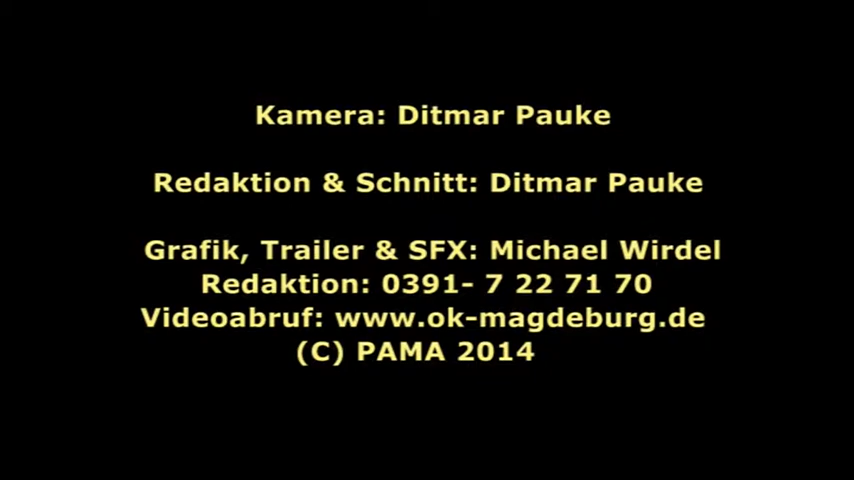 Kamera: Ditmar Pauke
Redaktion & Schnitt: Ditmar Pauke
Grafik, Trailer & SFX: Michael Wirdel
Redaktion: 0391- 7 22 71 70
Videoabruf: www.ok-magdeburg.de
(C) PAMA 2014